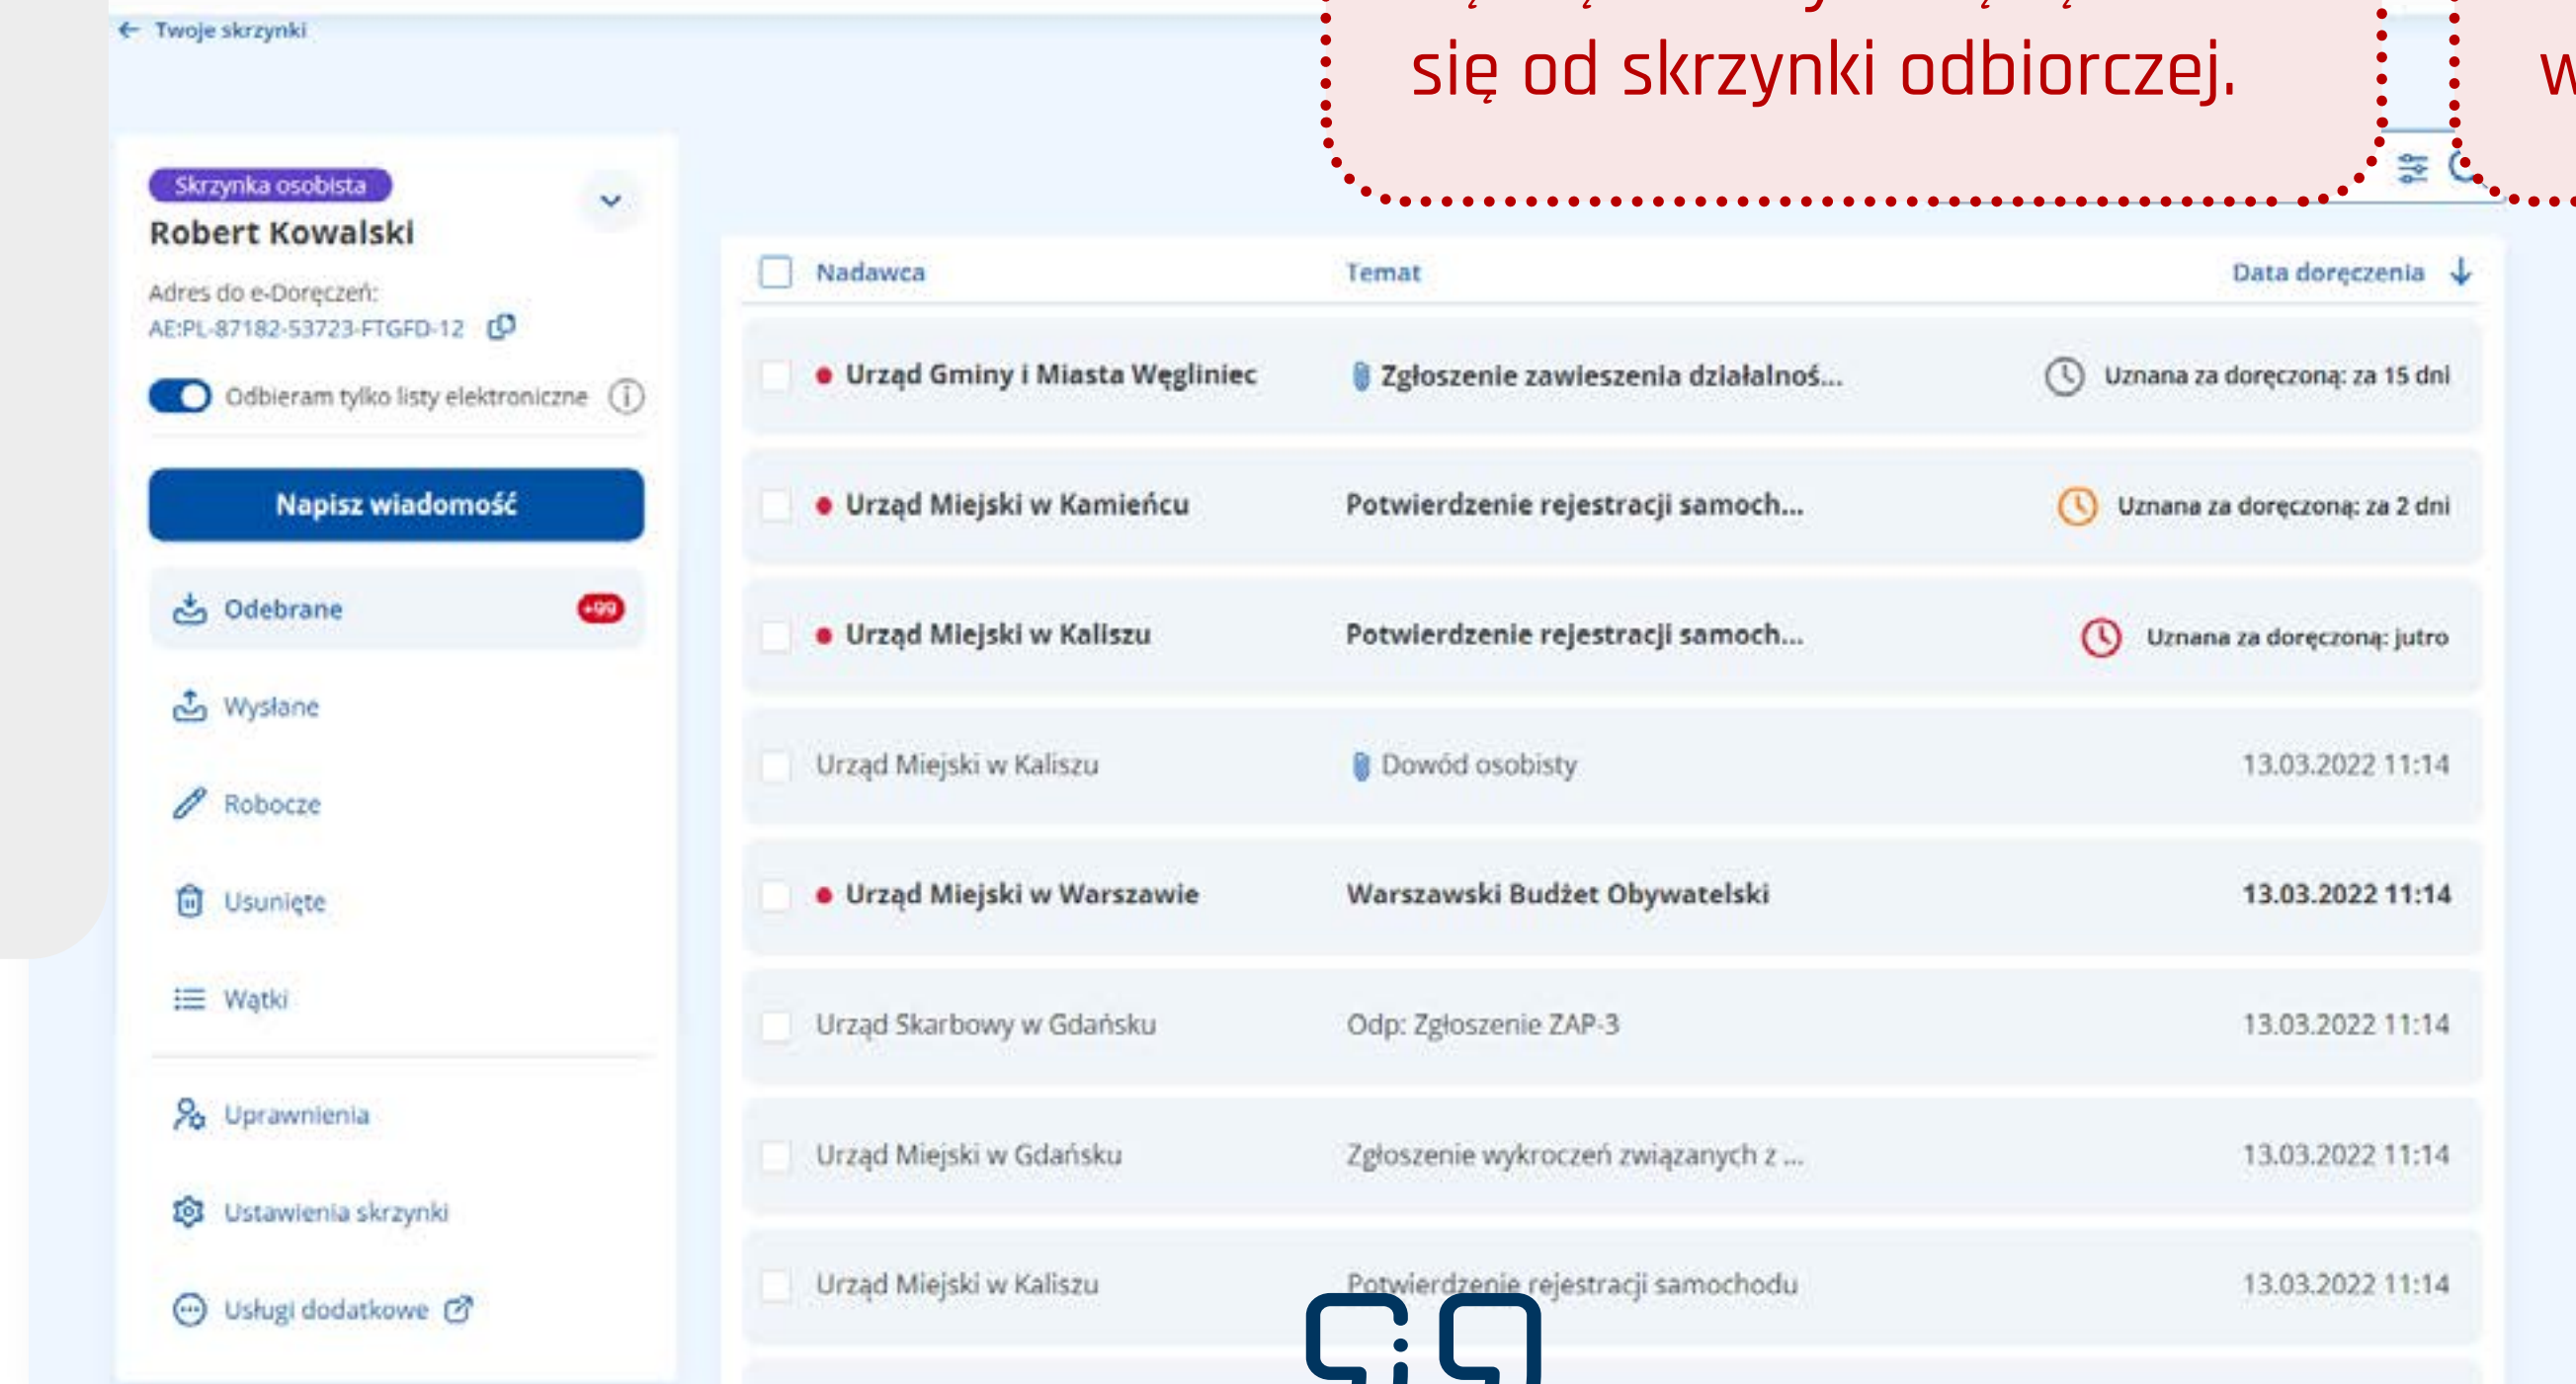 ← Twoje skrzynki
się od skrzynki odbiorczej.
Skrzynka osobista
Robert Kowalski
Adres do e-Doręczeń:
AE:PL-87182-53723-FTGFD-12
Odbieram tylko listy elektroniczne
Napisz wiadomość
Odebrane +99
Wysłane
Robocze
Usunięte
Wątki
Uprawnienia
Ustawienia skrzynki
Usługi dodatkowe
Nadawca Temat Data doręczenia ↓
Urząd Gminy i Miasta Węgliniec Zgłoszenie zawieszenia działalnoś... Uznana za doręczoną: za 15 dni
Urząd Miejski w Kamieńcu Potwierdzenie rejestracji samoch... Uznana za doręczoną: za 2 dni
Urząd Miejski w Kaliszu Potwierdzenie rejestracji samoch... Uznana za doręczoną: jutro
Urząd Miejski w Kaliszu Dowód osobisty 13.03.2022 11:14
Urząd Miejski w Warszawie Warszawski Budżet Obywatelski 13.03.2022 11:14
Urząd Skarbowy w Gdańsku Odp: Zgłoszenie ZAP-3 13.03.2022 11:14
Urząd Miejski w Gdańsku Zgłoszenie wykroczeń związanych z ... 13.03.2022 11:14
Urząd Miejski w Kaliszu Potwierdzenie rejestracji samochodu 13.03.2022 11:14